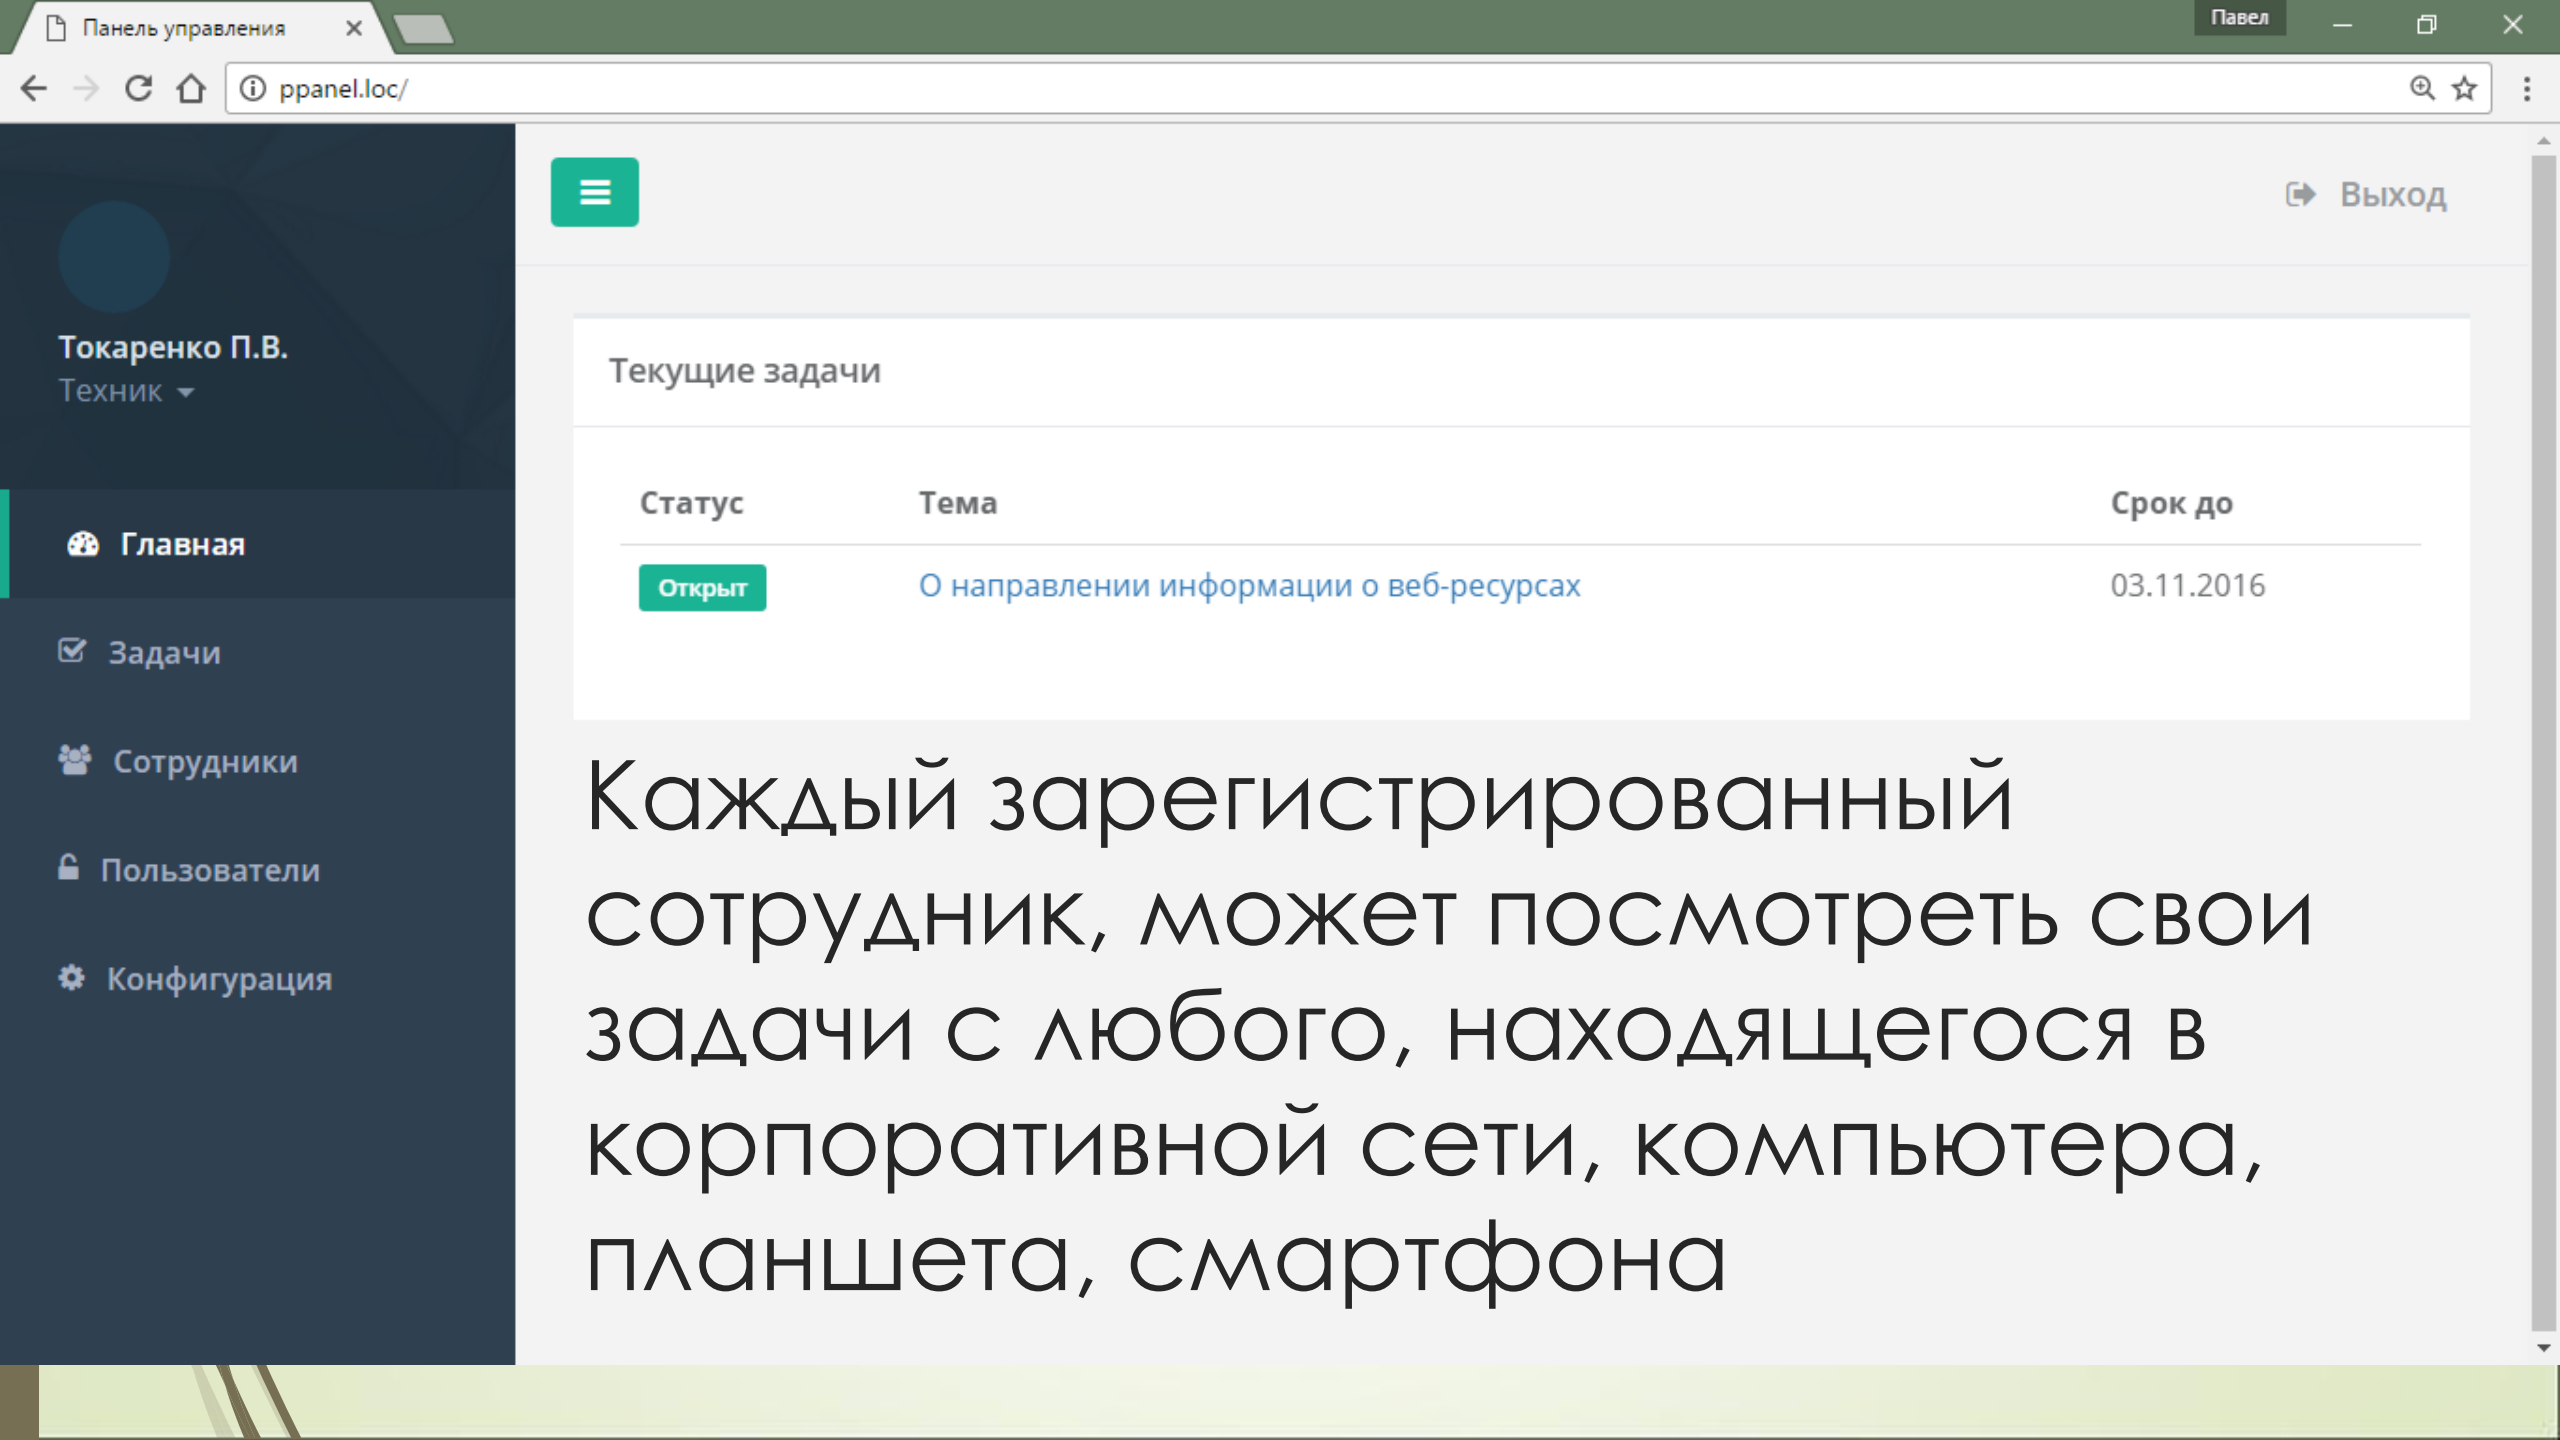 Панель управления
Павел
ppanel.loc/
Выход
Токаренко П.В.
Техник
Главная
Задачи
Сотрудники
Пользователи
Конфигурация
Текущие задачи
Статус Тема Срок до
Открыт О направлении информации о веб-ресурсах 03.11.2016
Каждый зарегистрированный
сотрудник, может посмотреть свои
задачи с любого, находящегося в
корпоративной сети, компьютера,
планшета, смартфона